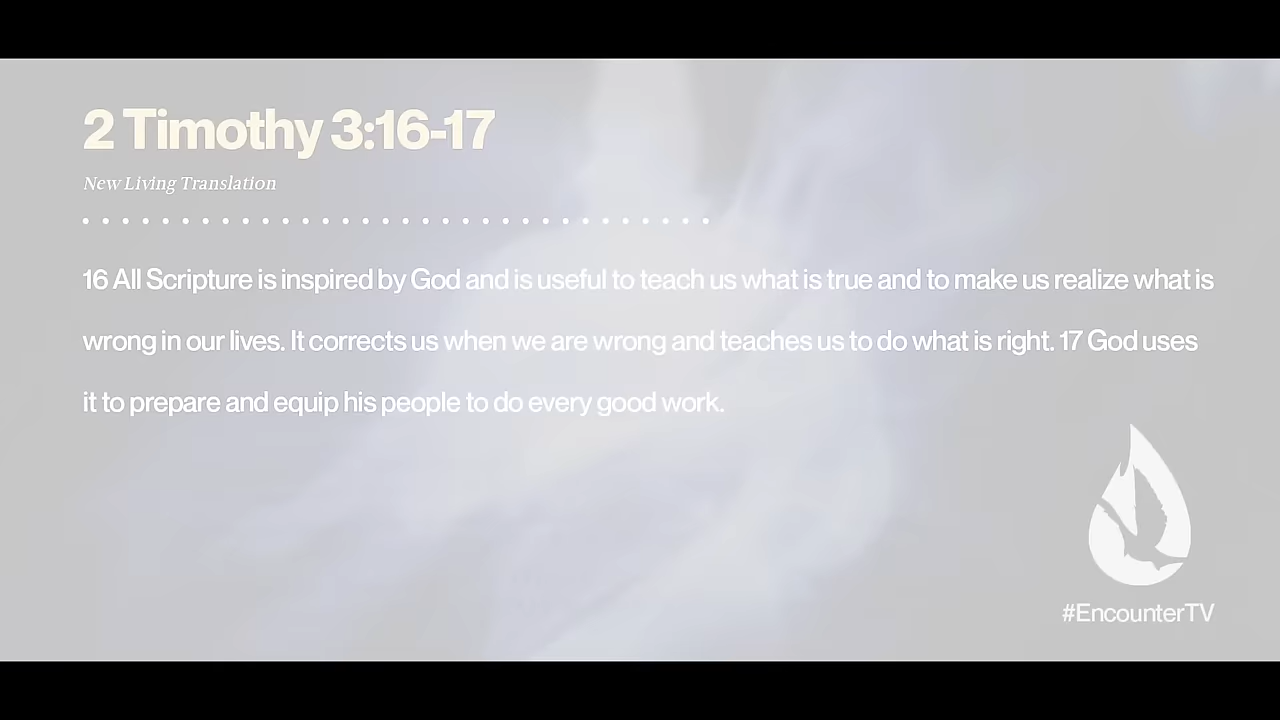 2 Timothy 3:16-17
New Living Translation
16 All Scripture is inspired by God and is useful to teach us what is true and to make us realize what is
wrong in our lives. It corrects us when we are wrong and teaches us to do what is right. 17 God uses
it to prepare and equip his people to do every good work.
#EncounterTV